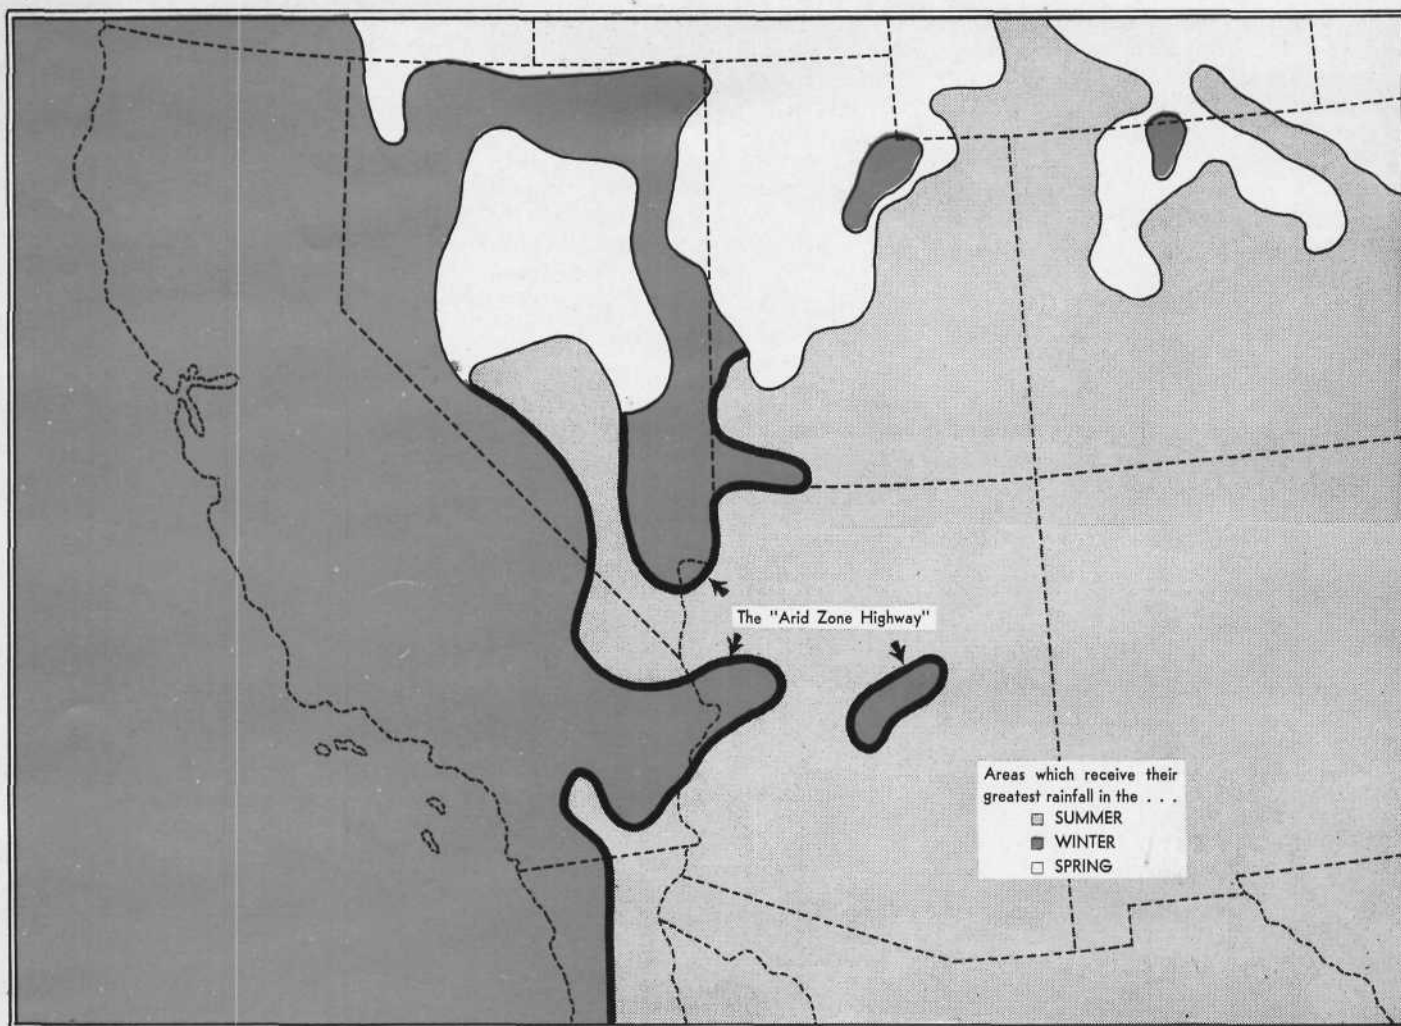 The "Arid Zone Highway"
Areas which receive their
greatest rainfall in the . . .
SUMMER
WINTER
SPRING